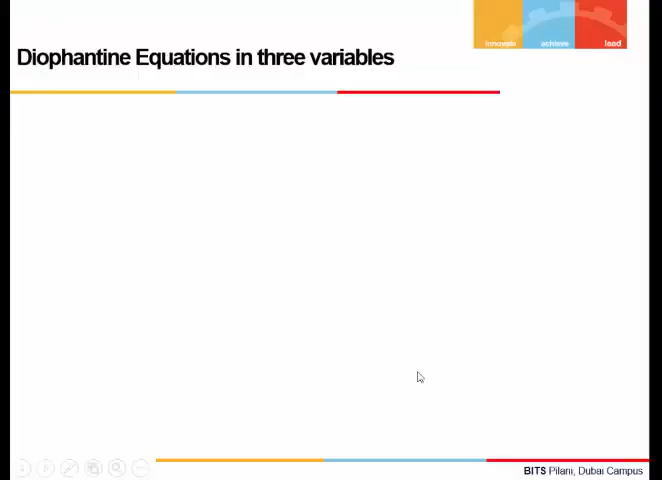 innovate achieve lead
Diophantine Equations in three variables
BITS Pilani, Dubai Campus